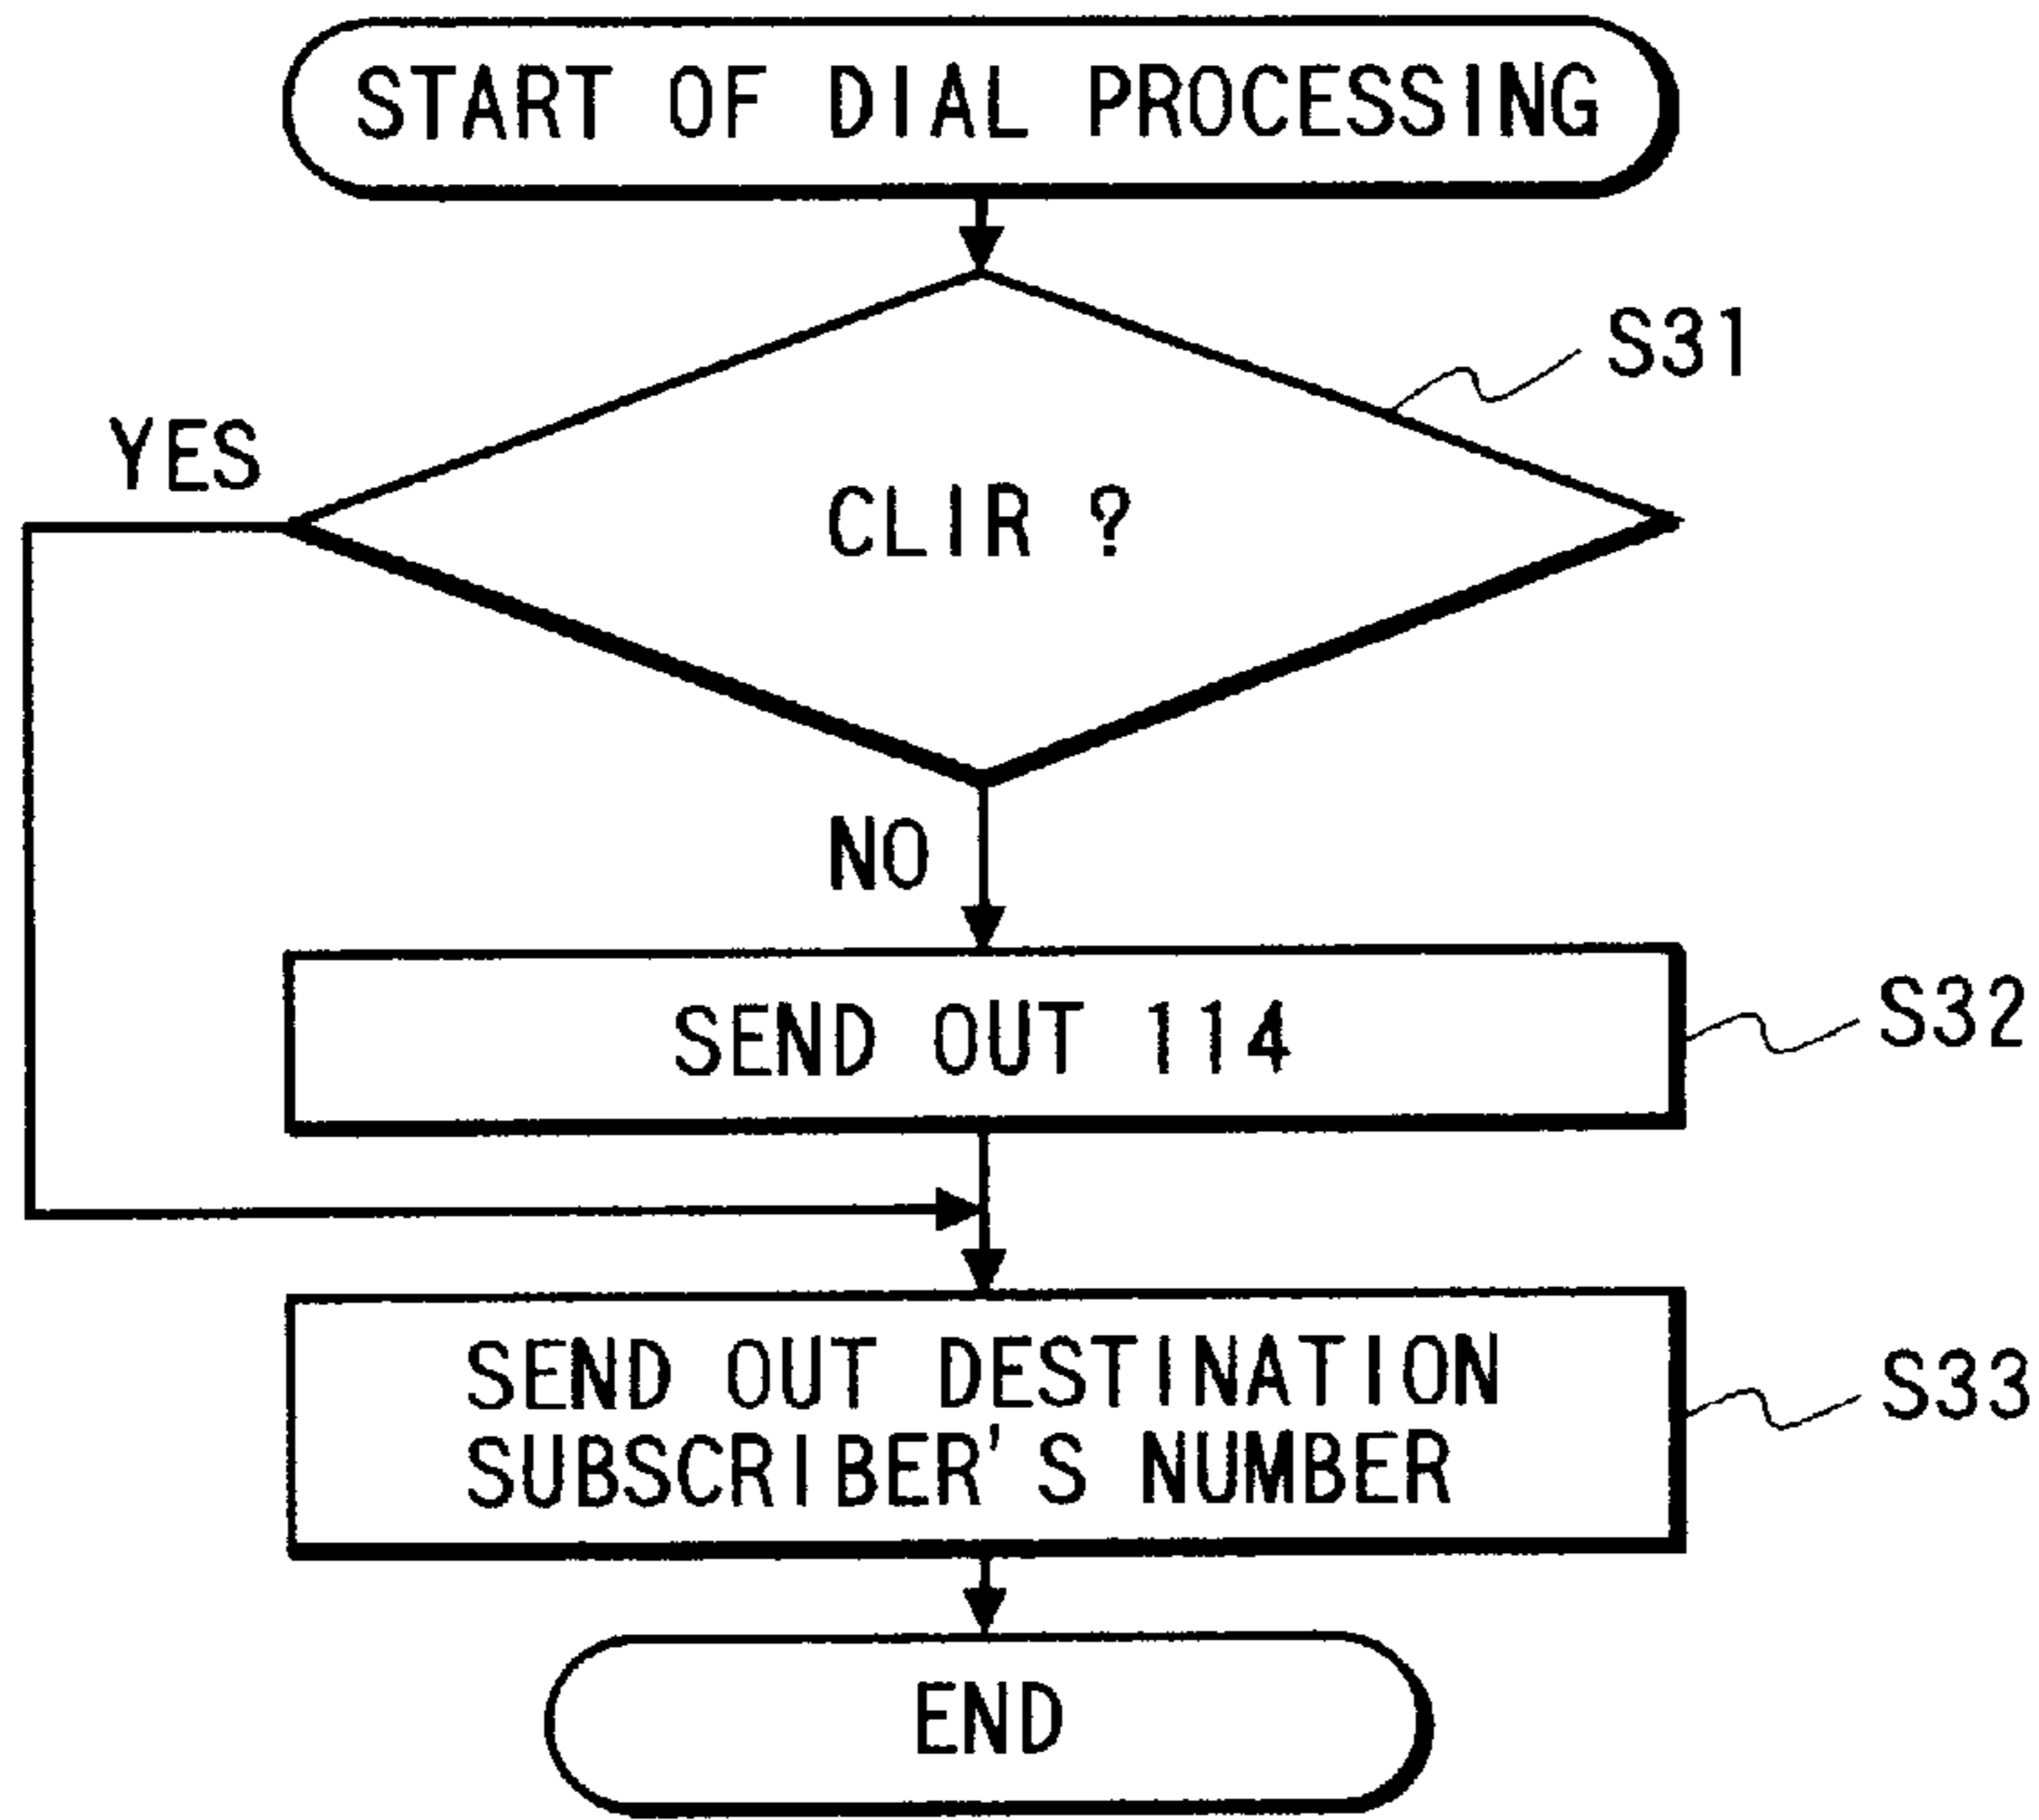 START OF DIAL PROCESSING
S31
YES
CLIR ?
NO
SEND OUT 114
S32
SEND OUT DESTINATION
SUBSCRIBER'S NUMBER
S33
END